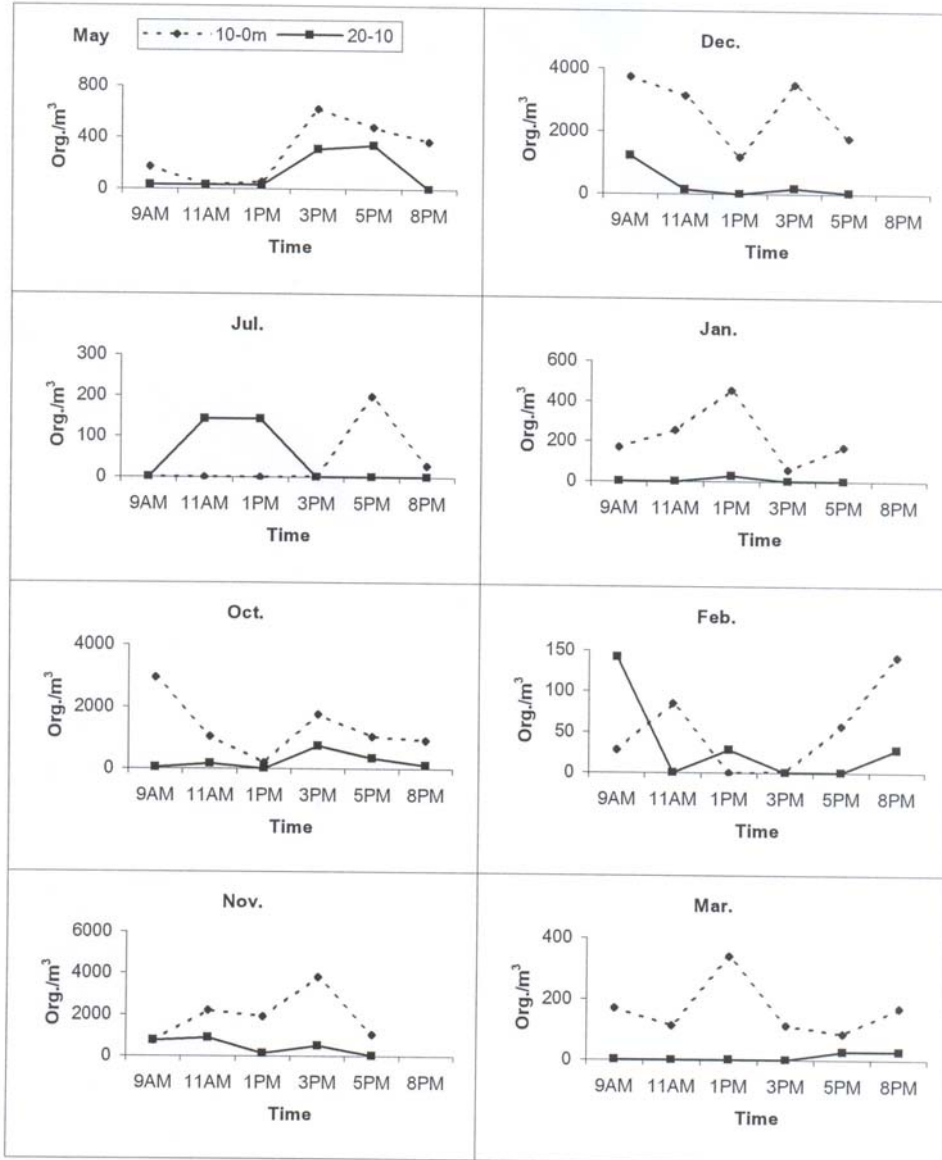 May
10-0m 20-10
800
400
0
Org./m³
9AM 11AM 1PM 3PM 5PM 8PM
Time
Dec.
4000
2000
0
Org./m³
9AM 11AM 1PM 3PM 5PM 8PM
Time
Jul.
300
200
100
0
Org./m³
9AM 11AM 1PM 3PM 5PM 8PM
Time
Jan.
600
400
200
0
Org./m³
9AM 11AM 1PM 3PM 5PM 8PM
Time
Oct.
4000
2000
0
Org./m³
9AM 11AM 1PM 3PM 5PM 8PM
Time
Feb.
150
100
50
0
Org./m³
9AM 11AM 1PM 3PM 5PM 8PM
Time
Nov.
6000
4000
2000
0
Org./m³
9AM 11AM 1PM 3PM 5PM 8PM
Time
Mar.
400
200
0
Org./m³
9AM 11AM 1PM 3PM 5PM 8PM
Time